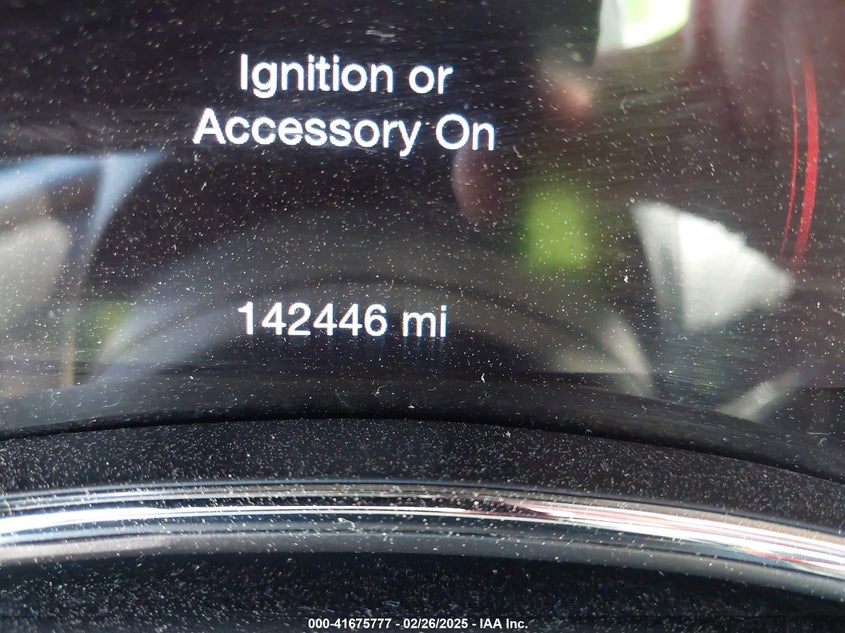 Ignition or
Accessory On
142446 mi
000-41675777 - 02/26/2025 - IAA Inc.